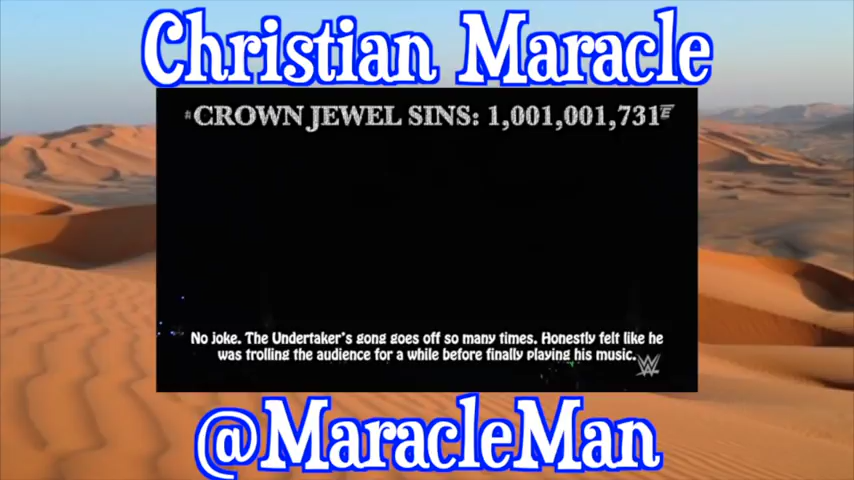 Christian Maracle
#CROWN JEWEL SINS: 1,001,001,731
No joke. The Undertaker's gong goes off so many times. Honestly felt like he
was trolling the audience for a while before finally playing his music.
W
@MaracleMan